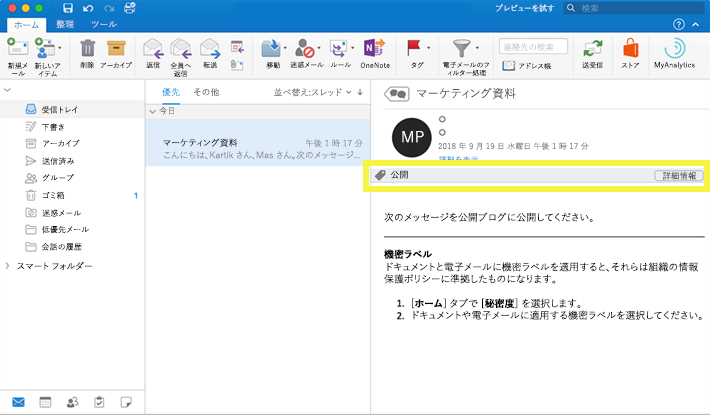 プレビューを試す
検索
ホーム 整理 ツール
新規メール
新しいアイテム
削除
アーカイブ
返信
全員へ返信
転送
移動
迷惑メール
ルール
OneNote
タグ
電子メールのフィルター処理
連絡先の検索
アドレス帳
送受信
ストア
MyAnalytics
受信トレイ
下書き
アーカイブ
送信済み
グループ
ゴミ箱 1
迷惑メール
低優先メール
会話の履歴
スマート フォルダー
優先 その他 並べ替え:スレッド
今日
マーケティング資料 午後 1 時 17 分
こんにちは、Kartik さん、Mas さん。次のメッセージ...
マーケティング資料
MP
2018 年 9 月 19 日 水曜日 午後 1 時 17 分
公開 詳細情報
次のメッセージを公開ブログに公開してください。
機密ラベル
ドキュメントと電子メールに機密ラベルを適用すると、それらは組織の情報
保護ポリシーに準拠したものになります。
1. [ホーム] タブで [秘密度] を選択します。
2. ドキュメントや電子メールに適用する機密ラベルを選択してください。